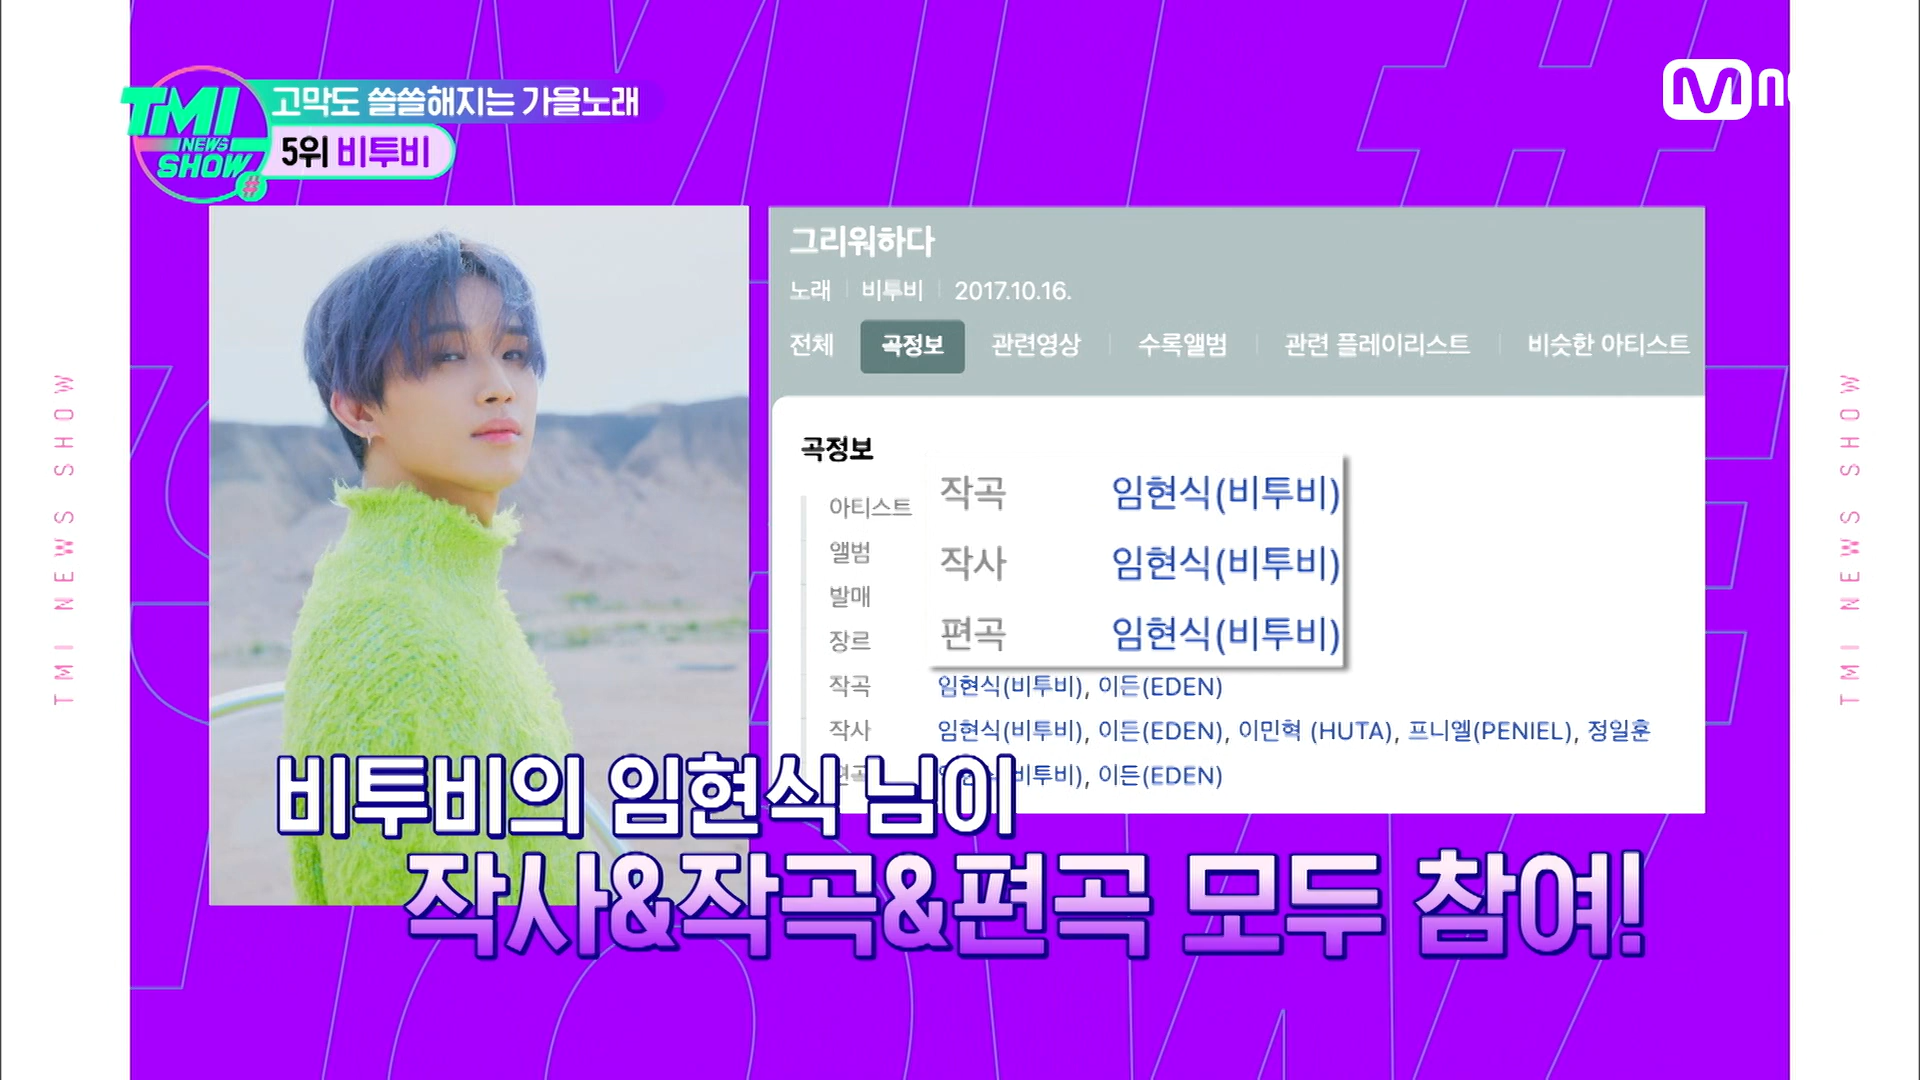 TMI
NEWS
SHOW
#
고막도 쓸쓸해지는 가을노래
5위 비투비
M
TMI NEWS SHOW
TMI NEWS SHOW
그리워하다
노래 비투비 2017.10.16.
전체 곡정보 관련영상 수록앨범 관련 플레이리스트 비슷한 아티스트
곡정보
아티스트
앨범
발매
장르
작곡 임현식(비투비)
작사 임현식(비투비)
편곡 임현식(비투비)
작곡 임현식(비투비), 이든(EDEN)
작사 임현식(비투비), 이든(EDEN), 이민혁 (HUTA), 프니엘(PENIEL), 정일훈
편곡 임현식(비투비), 이든(EDEN)
비투비의 임현식 님이
작사&작곡&편곡 모두 참여!